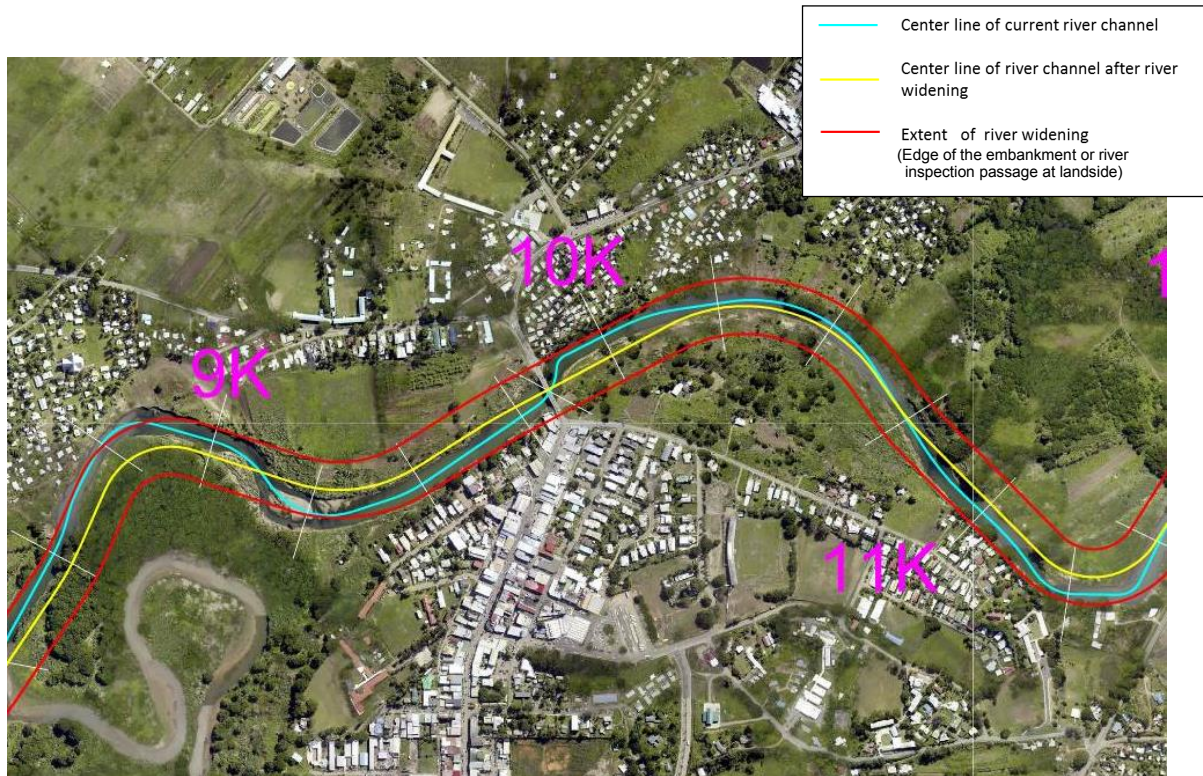 Center line of current river channel
Center line of river channel after river
widening
Extent of river widening
(Edge of the embankment or river
inspection passage at landside)
10K
1
9K
11K